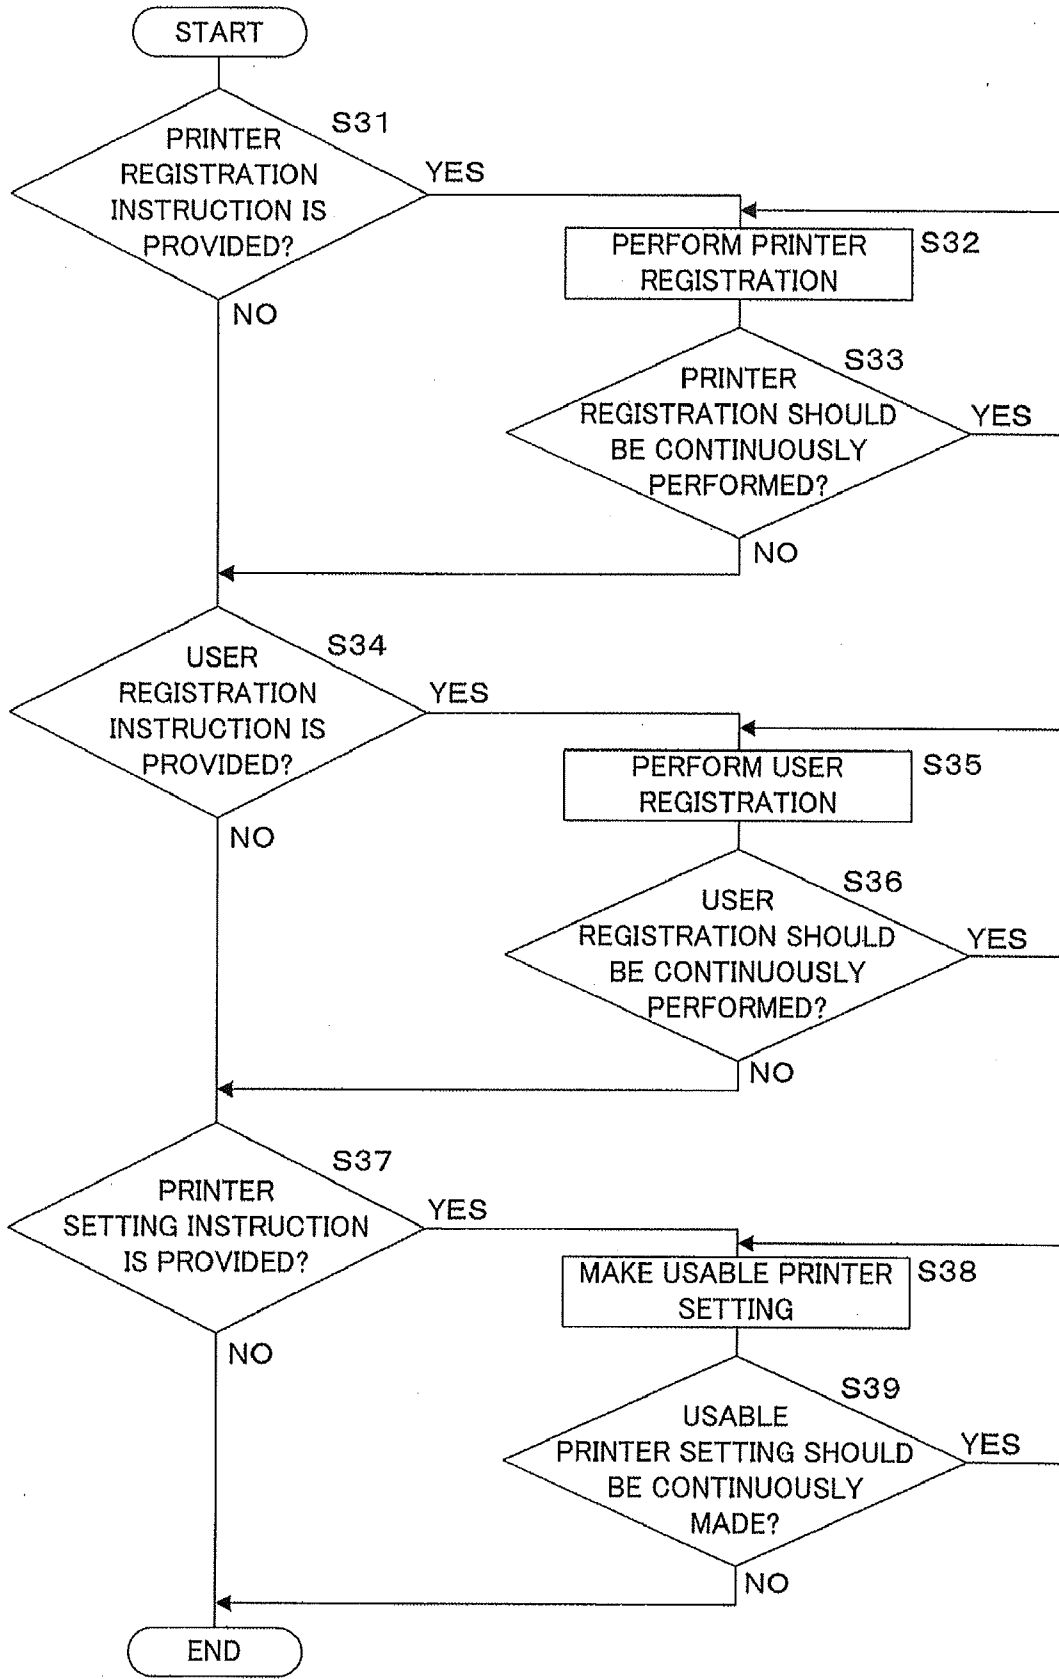 START
S31
PRINTER
REGISTRATION
INSTRUCTION IS
PROVIDED?
YES
NO
PERFORM PRINTER
REGISTRATION
S32
S33
PRINTER
REGISTRATION SHOULD
BE CONTINUOUSLY
PERFORMED?
YES
NO
S34
USER
REGISTRATION
INSTRUCTION IS
PROVIDED?
YES
NO
PERFORM USER
REGISTRATION
S35
S36
USER
REGISTRATION SHOULD
BE CONTINUOUSLY
PERFORMED?
YES
NO
S37
PRINTER
SETTING INSTRUCTION
IS PROVIDED?
YES
NO
MAKE USABLE PRINTER
SETTING
S38
S39
USABLE
PRINTER SETTING SHOULD
BE CONTINUOUSLY
MADE?
YES
NO
END